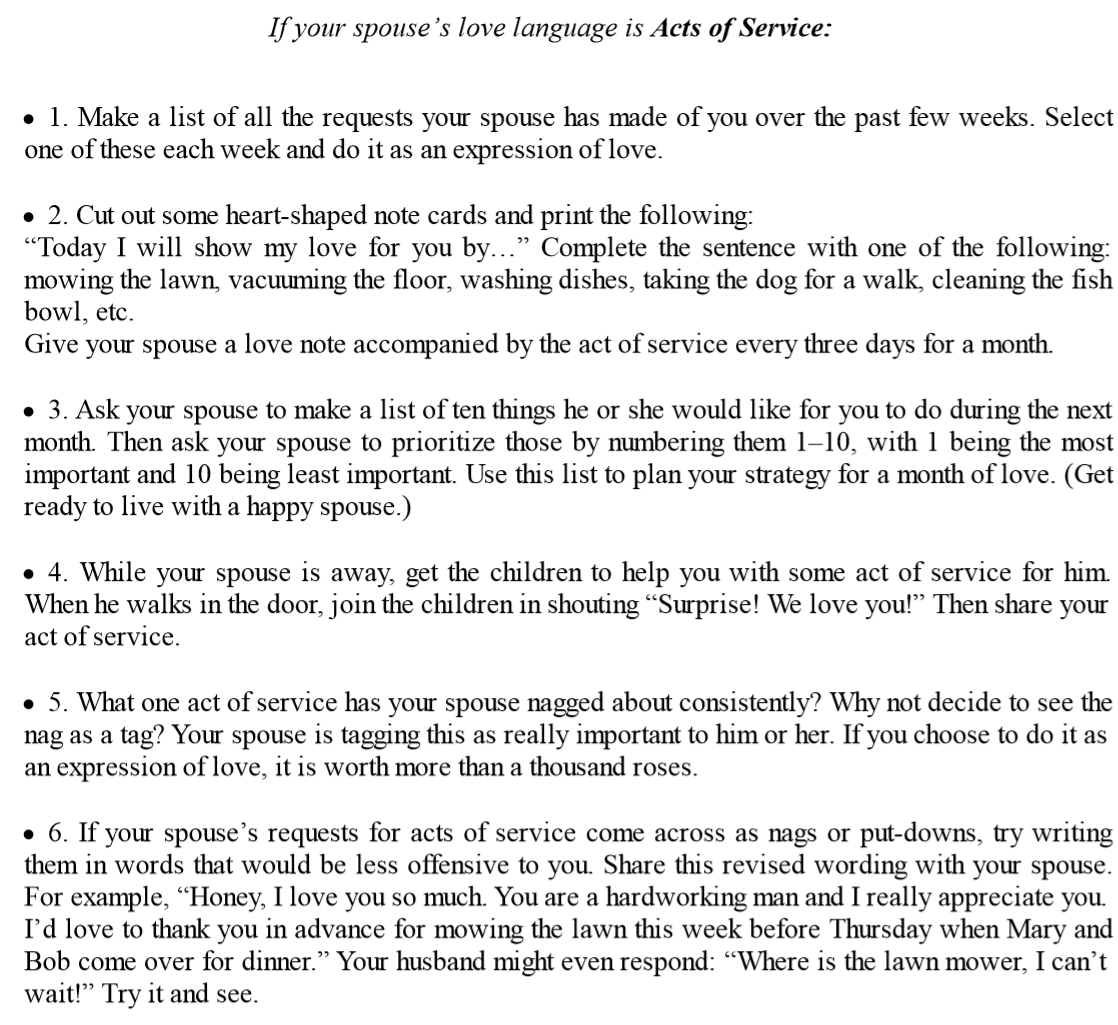 If your spouse’s love language is Acts of Service:
• 1. Make a list of all the requests your spouse has made of you over the past few weeks. Select
one of these each week and do it as an expression of love.
• 2. Cut out some heart-shaped note cards and print the following:
“Today I will show my love for you by…” Complete the sentence with one of the following:
mowing the lawn, vacuuming the floor, washing dishes, taking the dog for a walk, cleaning the fish
bowl, etc.
Give your spouse a love note accompanied by the act of service every three days for a month.
• 3. Ask your spouse to make a list of ten things he or she would like for you to do during the next
month. Then ask your spouse to prioritize those by numbering them 1–10, with 1 being the most
important and 10 being least important. Use this list to plan your strategy for a month of love. (Get
ready to live with a happy spouse.)
• 4. While your spouse is away, get the children to help you with some act of service for him.
When he walks in the door, join the children in shouting “Surprise! We love you!” Then share your
act of service.
• 5. What one act of service has your spouse nagged about consistently? Why not decide to see the
nag as a tag? Your spouse is tagging this as really important to him or her. If you choose to do it as
an expression of love, it is worth more than a thousand roses.
• 6. If your spouse’s requests for acts of service come across as nags or put-downs, try writing
them in words that would be less offensive to you. Share this revised wording with your spouse.
For example, “Honey, I love you so much. You are a hardworking man and I really appreciate you.
I’d love to thank you in advance for mowing the lawn this week before Thursday when Mary and
Bob come over for dinner.” Your husband might even respond: “Where is the lawn mower, I can’t
wait!” Try it and see.